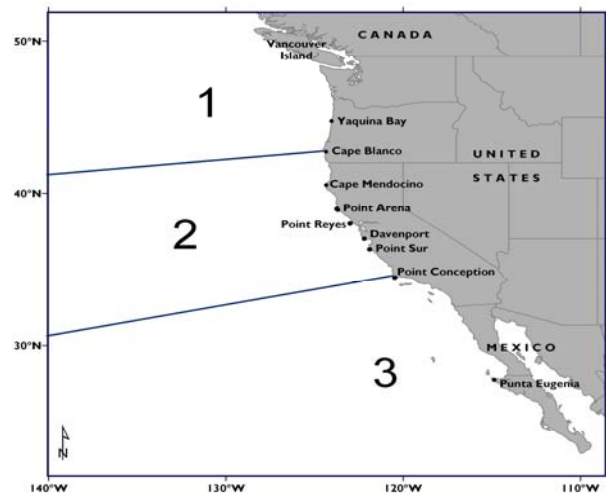 50°N
CANADA
Vancouver
Island
1
Yaquina Bay
Cape Blanco
UNITED
STATES
Cape Mendocino
40°N
Point Arena
Point Reyes
2
Davenport
Point Sur
Point Conception
30°N
MEXICO
3
Punta Eugenia
N
140°W
130°W
120°W
110°W